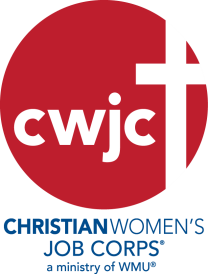 cwjc
CHRISTIANWOMEN'S
JOB CORPS®
a ministry of WMU®